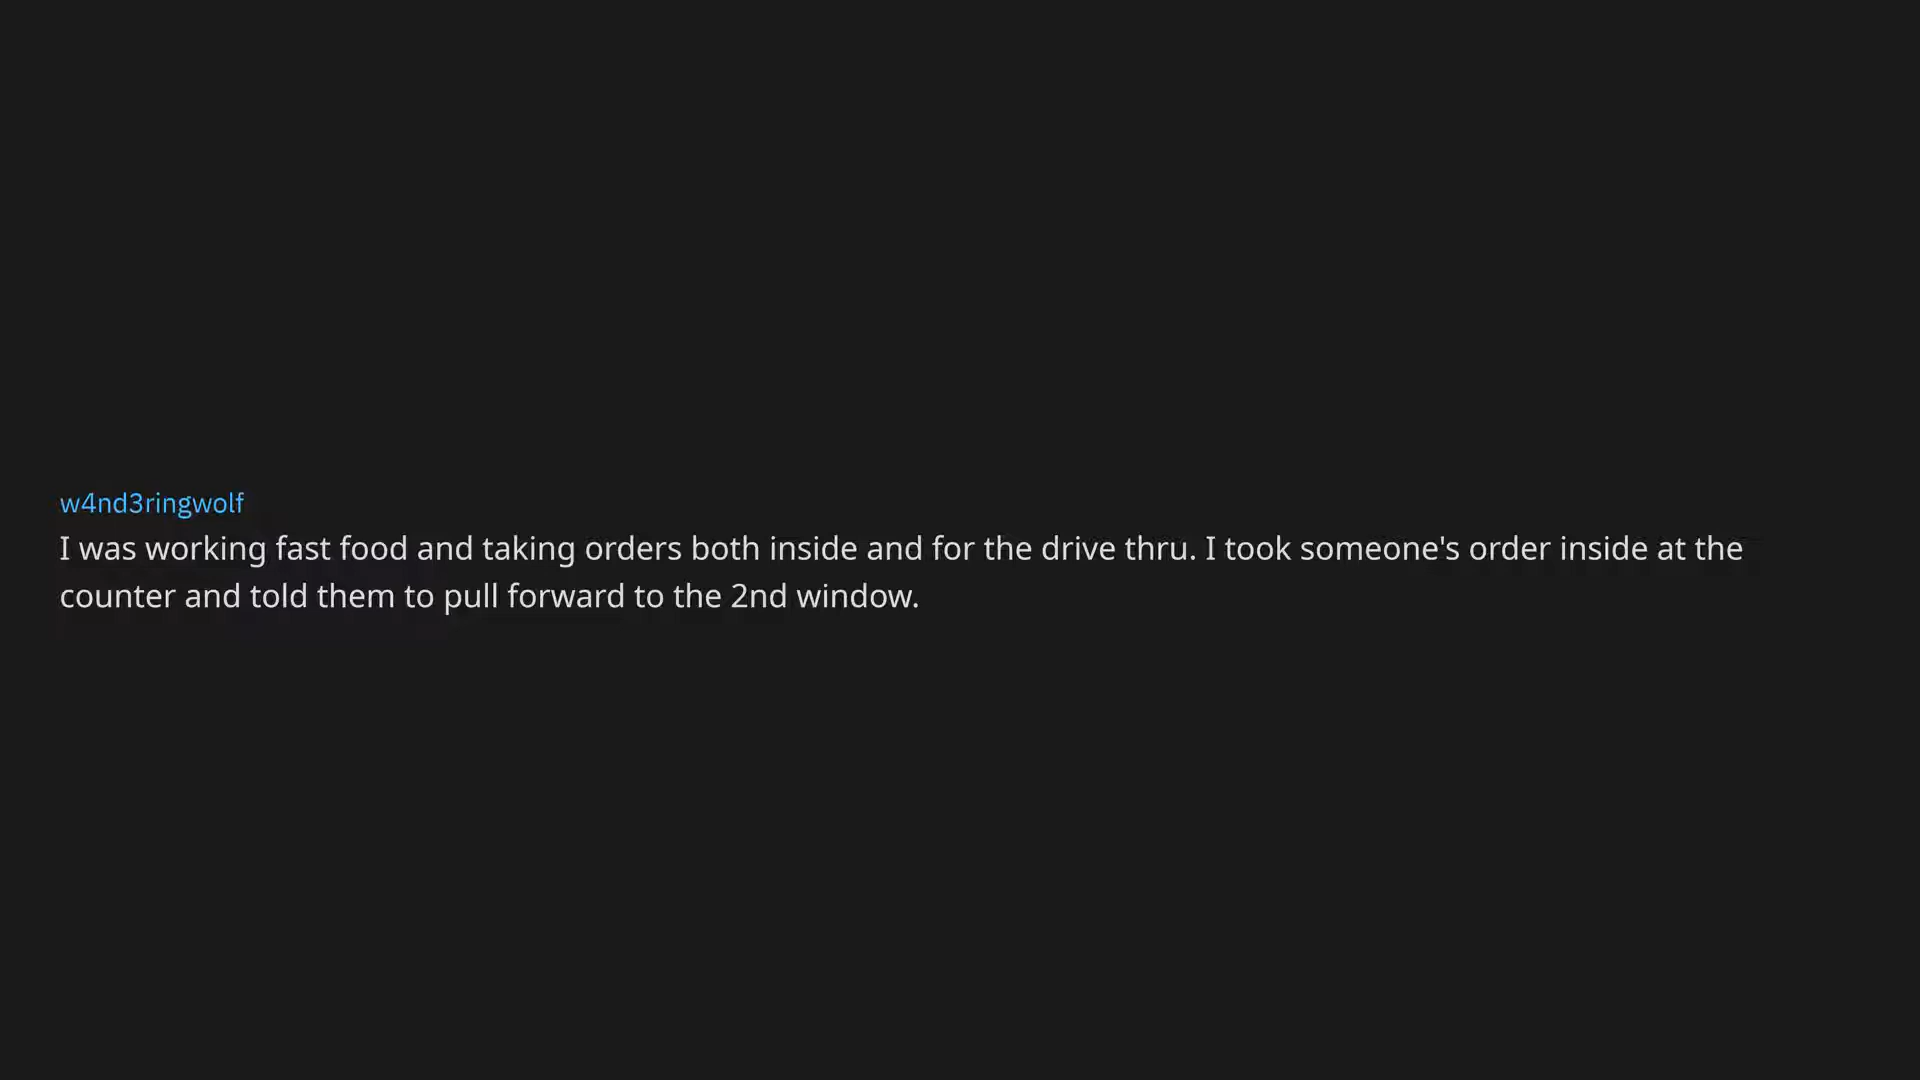 w4nd3ringwolf
I was working fast food and taking orders both inside and for the drive thru. I took someone's order inside at the
counter and told them to pull forward to the 2nd window.